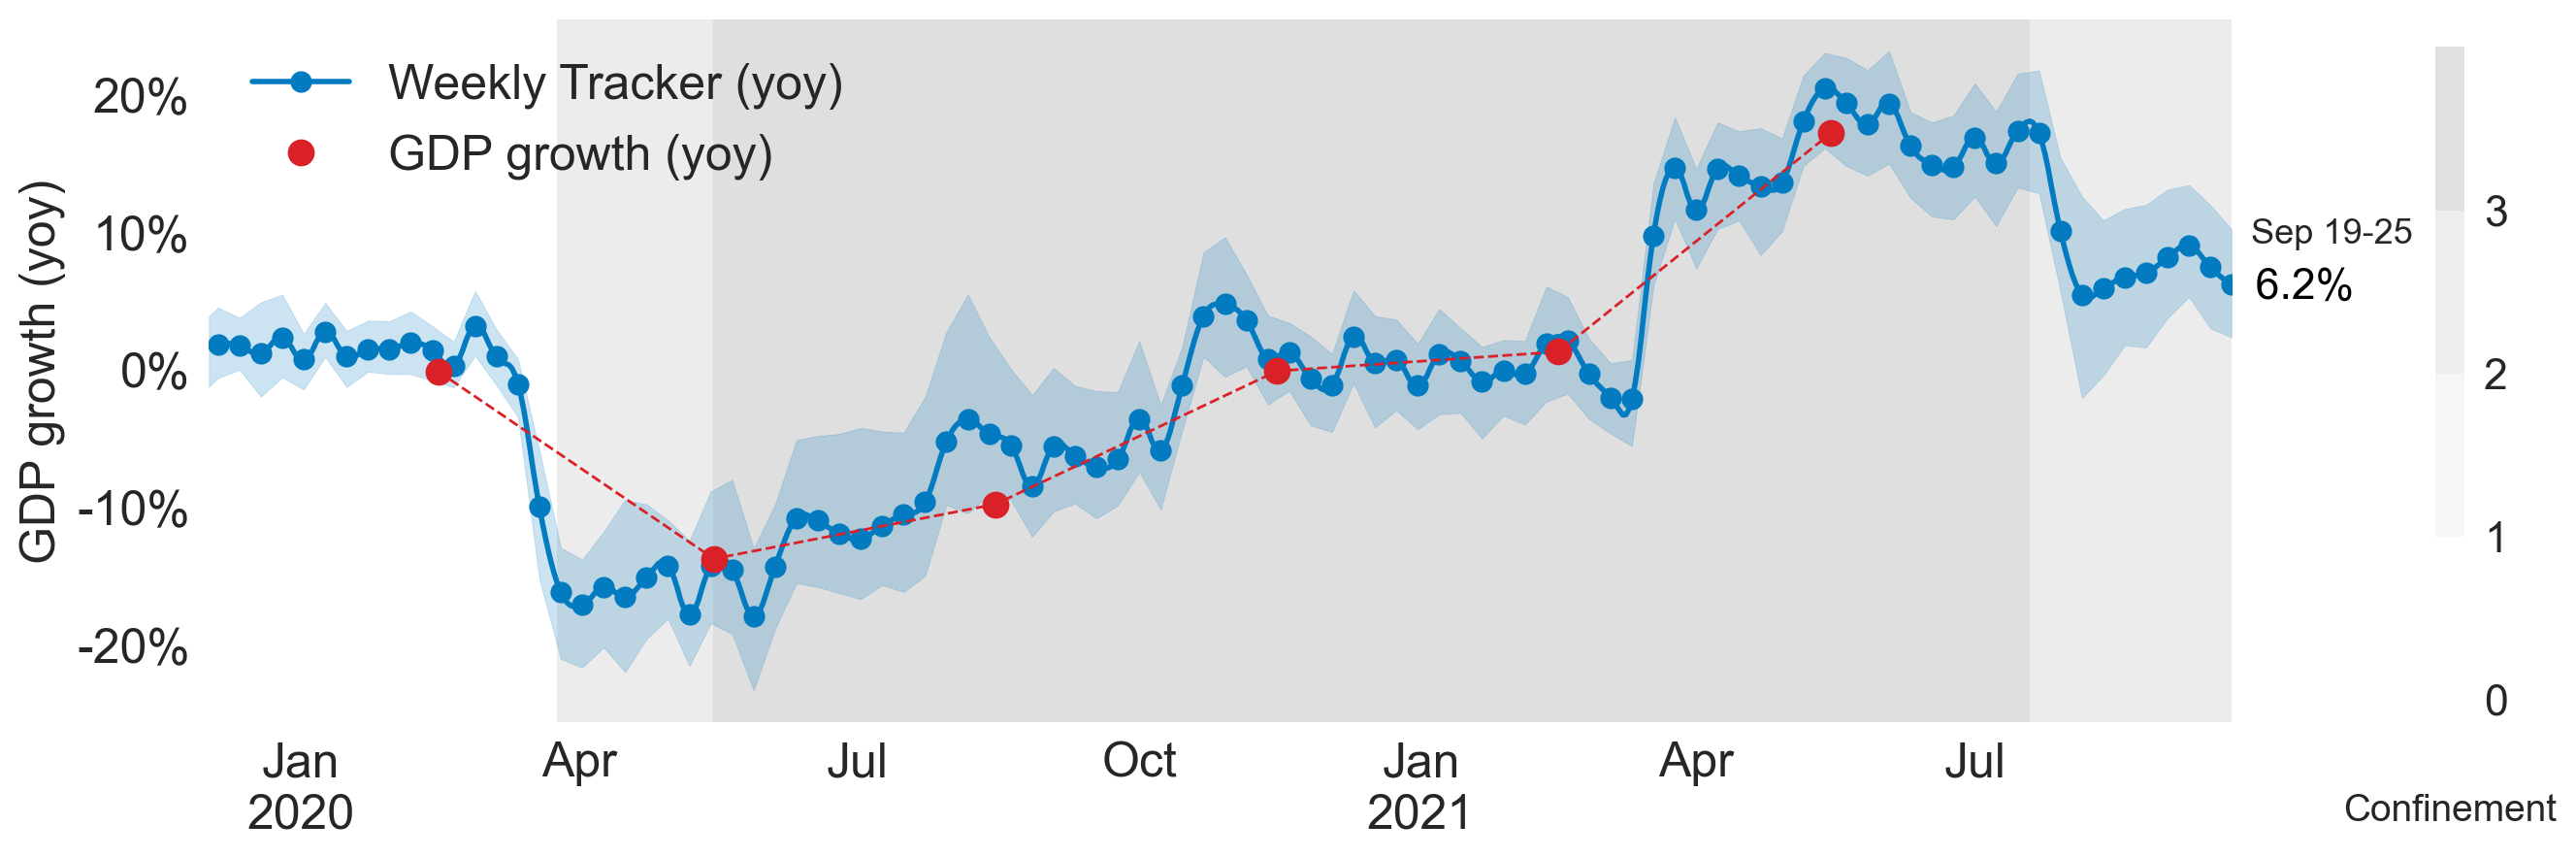 Weekly Tracker (yoy)
GDP growth (yoy)
GDP growth (yoy)
20%
10%
0%
-10%
-20%
Jan
2020
Apr
Jul
Oct
Jan
2021
Apr
Jul
Sep 19-25
6.2%
3
2
1
0
Confinement